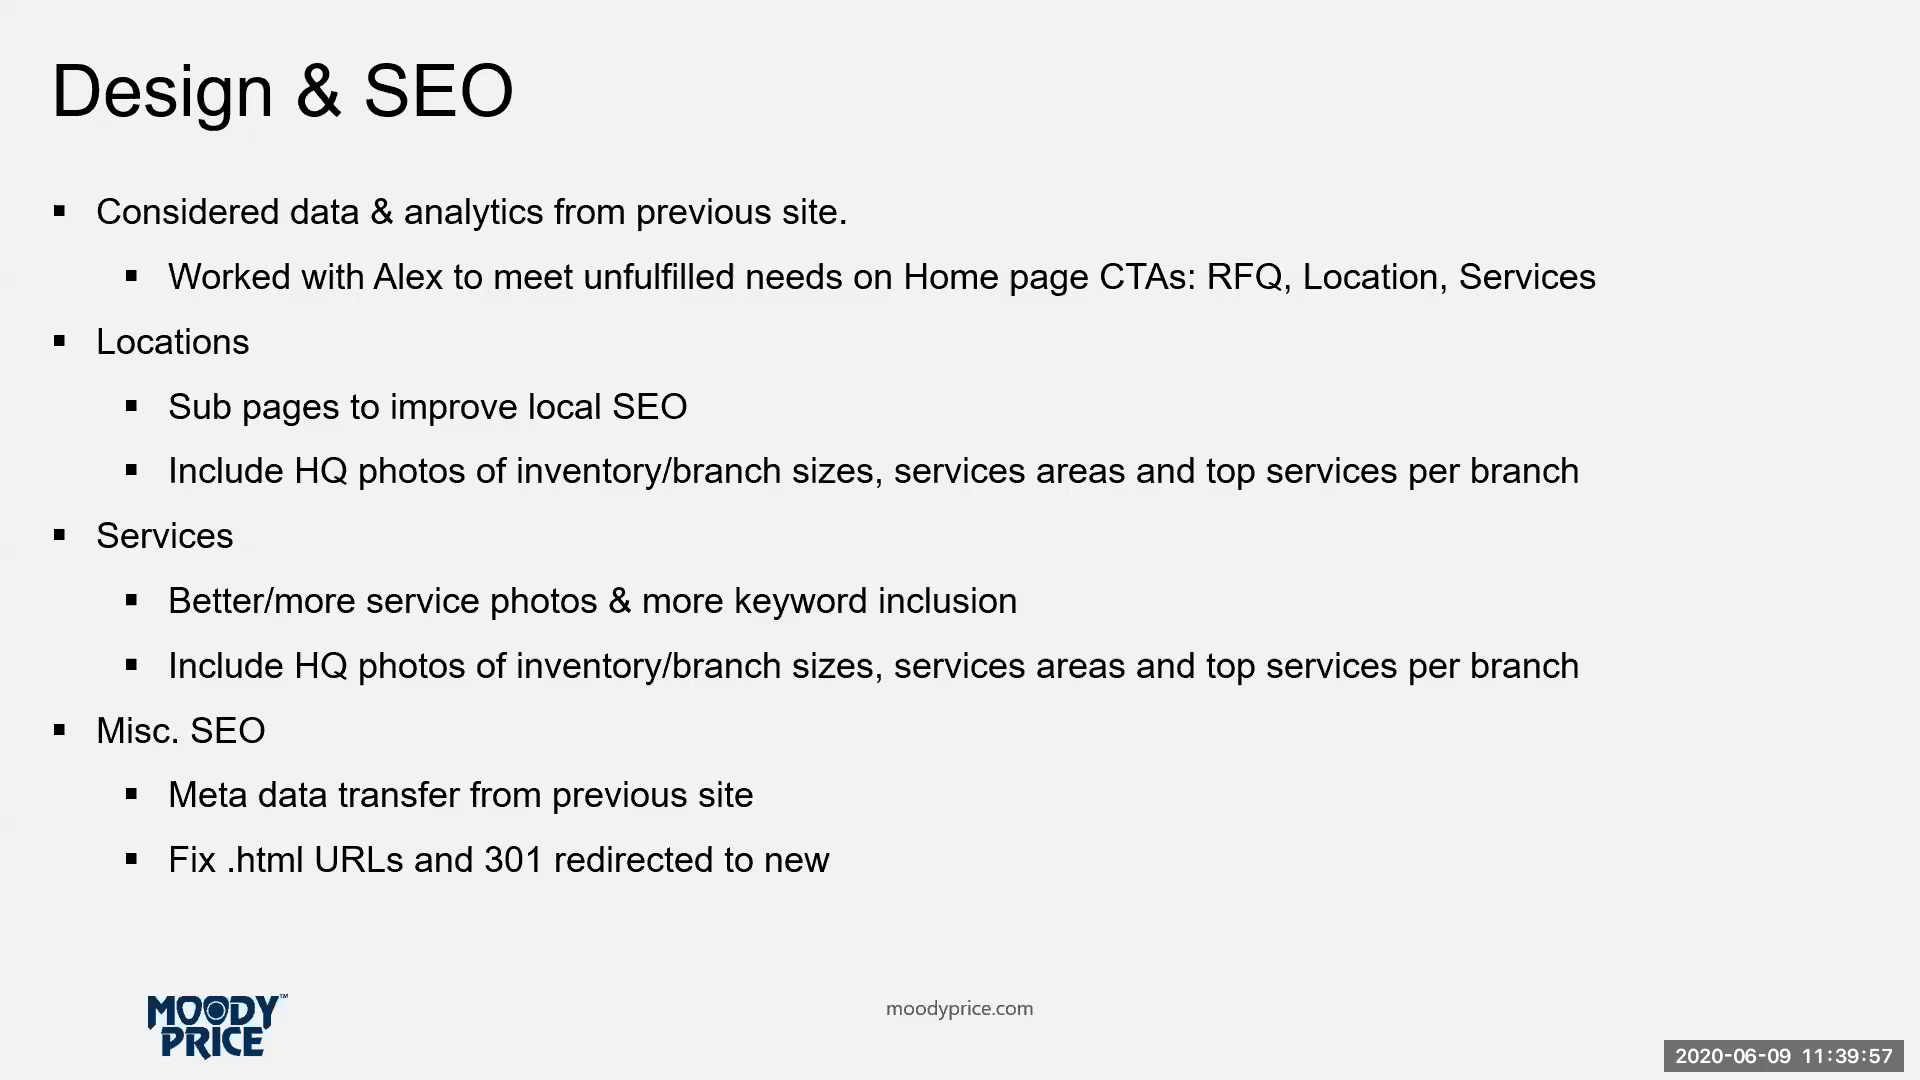 Design & SEO
▪ Considered data & analytics from previous site.
▪ Worked with Alex to meet unfulfilled needs on Home page CTAs: RFQ, Location, Services
▪ Locations
▪ Sub pages to improve local SEO
▪ Include HQ photos of inventory/branch sizes, services areas and top services per branch
▪ Services
▪ Better/more service photos & more keyword inclusion
▪ Include HQ photos of inventory/branch sizes, services areas and top services per branch
▪ Misc. SEO
▪ Meta data transfer from previous site
▪ Fix .html URLs and 301 redirected to new
MOODY™
PRICE
moodyprice.com
2020-06-09 11:39:57